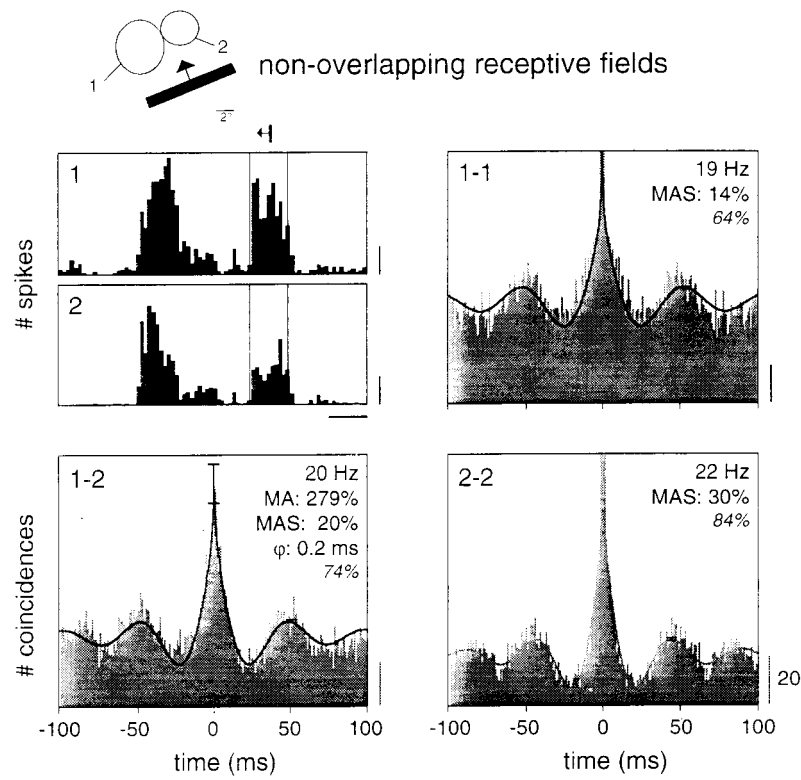 1
2
non-overlapping receptive fields
2°
# spikes
1
2
1-1
19 Hz
MAS: 14%
64%
# coincidences
1-2
20 Hz
MA: 279%
MAS: 20%
φ: 0.2 ms
74%
-100 -50 0 50 100
time (ms)
2-2
22 Hz
MAS: 30%
84%
20
-100 -50 0 50 100
time (ms)